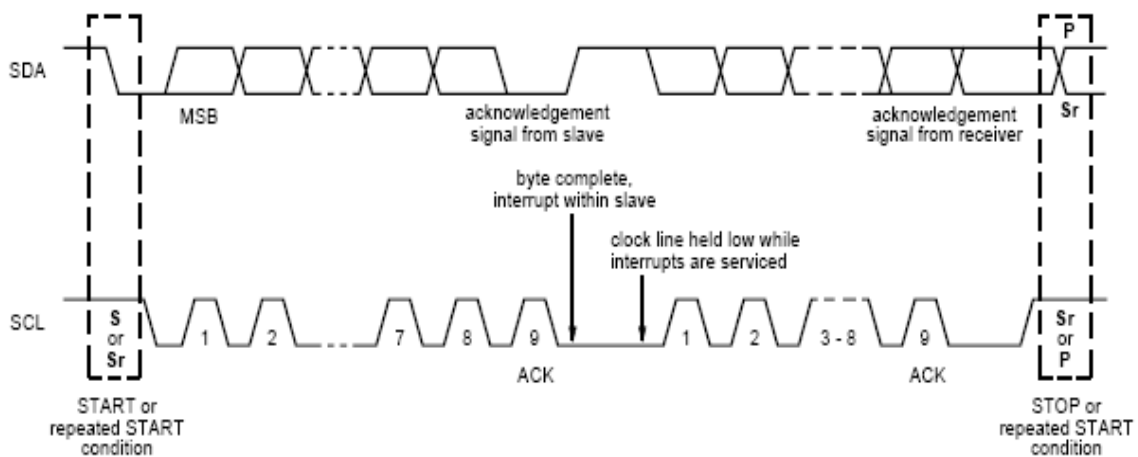 P
SDA
MSB
acknowledgement
signal from slave
acknowledgement
signal from receiver
Sr
byte complete,
interrupt within slave
clock line held low while
interrupts are serviced
SCL
S
or
Sr
1
2
7
8
9
1
2
3 - 8
9
Sr
or
P
ACK
ACK
START or
repeated START
condition
STOP or
repeated START
condition